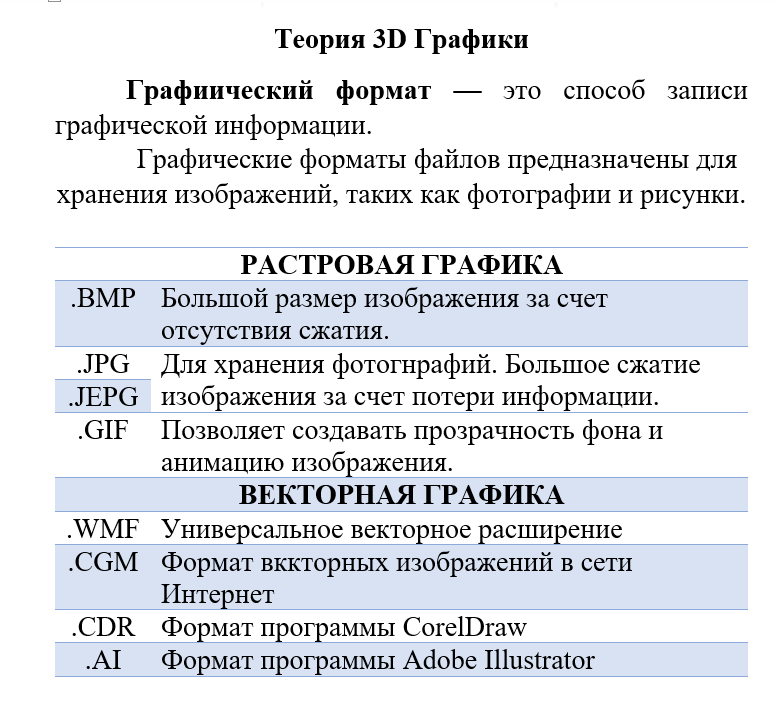 Теория 3D Графики
Графиический формат — это способ записи
графической информации.
Графические форматы файлов предназначены для
хранения изображений, таких как фотографии и рисунки.
РАСТРОВАЯ ГРАФИКА
.BMP Большой размер изображения за счет
отсутствия сжатия.
.JPG Для хранения фотогнрафий. Большое сжатие
.JEPG изображения за счет потери информации.
.GIF Позволяет создавать прозрачность фона и
анимацию изображения.
ВЕКТОРНАЯ ГРАФИКА
.WMF Универсальное векторное расширение
.CGM Формат вккторных изображений в сети
Интернет
.CDR Формат программы CorelDraw
.AI Формат программы Adobe Illustrator